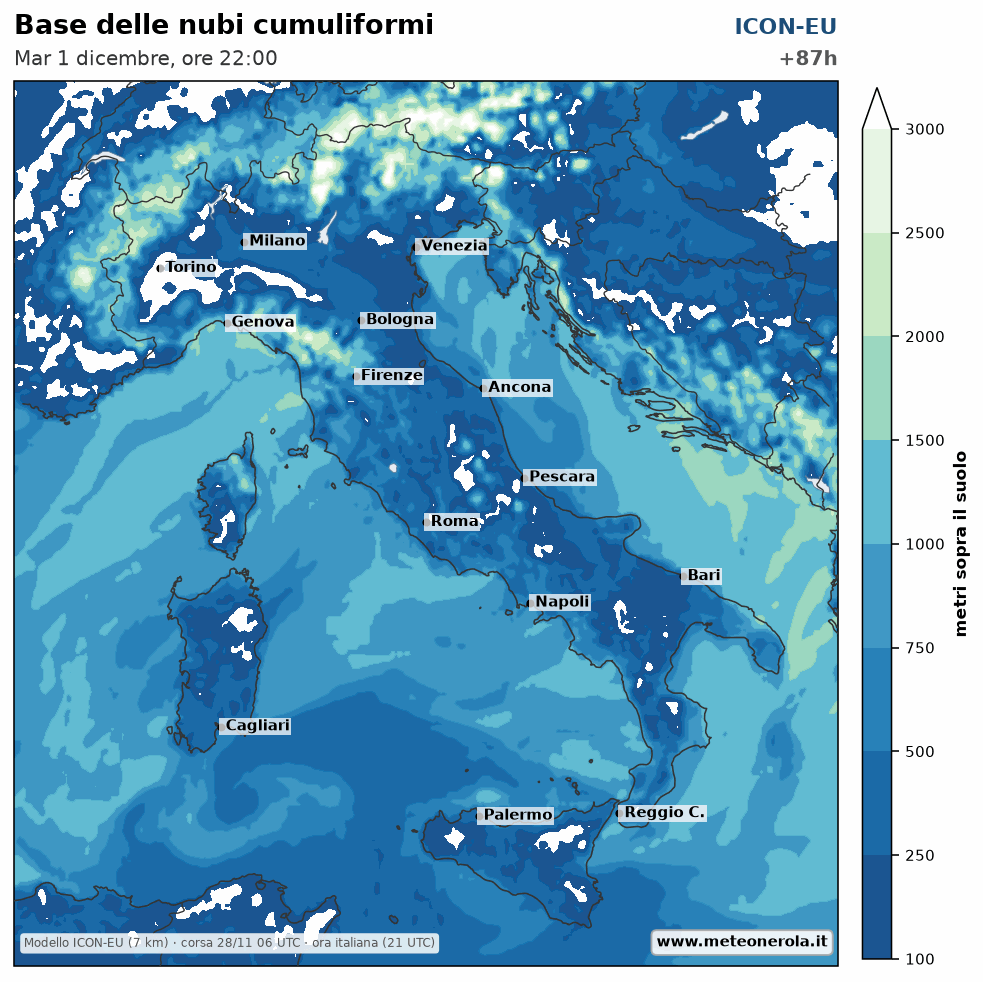 Base delle nubi cumuliformi
ICON-EU
Mar 1 dicembre, ore 22:00
+87h
3000
2500
2000
1500
1000
750
500
250
100
metri sopra il suolo
Milano
Venezia
Torino
Genova
Bologna
Firenze
Ancona
Pescara
Roma
Bari
Napoli
Cagliari
Palermo
Reggio C.
Modello ICON-EU (7 km) · corsa 28/11 06 UTC · ora italiana (21 UTC)
www.meteonerola.it